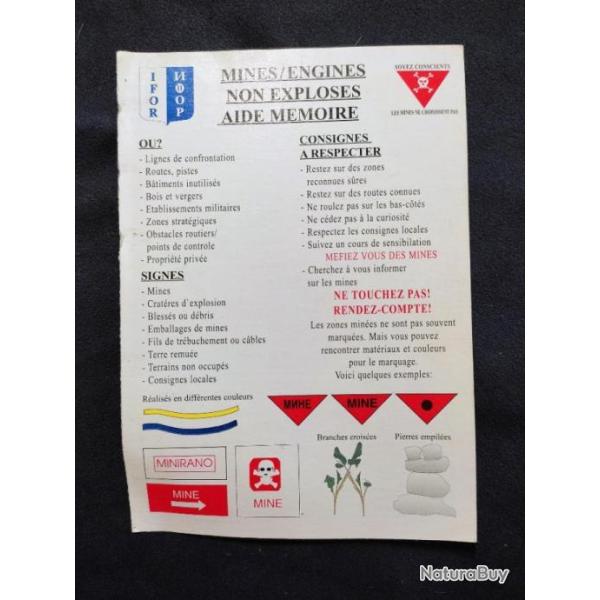 IFOR
ИФОР
MINES/ENGINES
NON EXPLOSES
AIDE MEMOIRE
SOYEZ CONSCIENTS
LES MINES NE CHOISISSENT PAS
OU?
- Lignes de confrontation
- Routes, pistes
- Bâtiments inutilisés
- Bois et vergers
- Etablissements militaires
- Zones stratégiques
- Obstacles routiers/
points de controle
- Propriété privée
SIGNES
- Mines
- Cratéres d'explosion
- Blessés ou débris
- Emballages de mines
- Fils de trébuchement ou câbles
- Terre remuée
- Terrains non occupés
- Consignes locales
CONSIGNES
A RESPECTER
- Restez sur des zones
reconnues sûres
- Restez sur des routes connues
- Ne roulez pas sur les bas-côtés
- Ne cédez pas à la curiosité
- Respectez les consignes locales
- Suivez un cours de sensibilation
MEFIEZ VOUS DES MINES
- Cherchez à vous informer
sur les mines
NE TOUCHEZ PAS!
RENDEZ-COMPTE!
Les zones minées ne sont pas souvent
marquées. Mais vous pouvez
rencontrer matériaux et couleurs
pour le marquage.
Voici quelques exemples:
Réalisés en différentes couleurs
МИНЕ
MINE
Branches croisées
Pierres empilées
MINIRANO
MINE
MINE
NaturaBuy